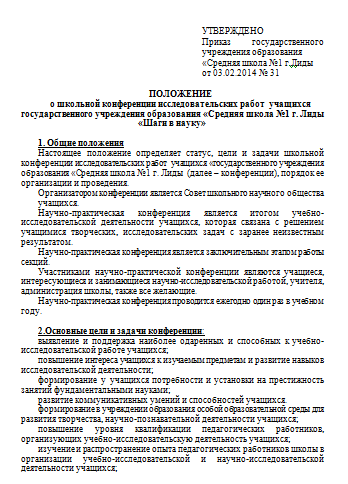 УТВЕРЖДЕНО
Приказ государственного
учреждения образования
«Средняя школа №1 г.Лиды
от 03.02.2014 № 31
ПОЛОЖЕНИЕ
о школьной конференции исследовательских работ учащихся
государственного учреждения образования «Средняя школа №1 г. Лиды
«Шаги в науку»
1. Общие положения
Настоящее положение определяет статус, цели и задачи школьной
конференции исследовательских работ учащихся «государственного учреждения
образования «Средняя школа №1 г. Лиды (далее – конференции), порядок ее
организации и проведения.
Организатором конференции является Совет школьного научного общества
учащихся.
Научно-практическая конференция является итогом учебно-
исследовательской деятельности учащихся, которая связана с решением
учащимися творческих, исследовательских задач с заранее неизвестным
результатом.
Научно-практическая конференция является заключительным этапом работы
секций.
Участниками научно-практической конференции являются учащиеся,
интересующиеся и занимающиеся научно-исследовательской работой, учителя,
администрация школы, также все желающие.
Научно-практическая конференция проводится ежегодно один раз в учебном
году.
2.Основные цели и задачи конференции:
выявление и поддержка наиболее одаренных и способных к учебно-
исследовательской работе учащихся;
повышение интереса учащихся к изучаемым предметам и развитие навыков
исследовательской деятельности;
формирование у учащихся потребности и установки на престижность
занятий фундаментальными науками;
развитие коммуникативных умений и способностей учащихся.
формирование в учреждении образования особой образовательной среды для
развития творчества, научно-познавательной деятельности учащихся;
повышение уровня квалификации педагогических работников,
организующих учебно-исследовательскую деятельность учащихся;
изучение и распространение опыта педагогических работников школы в
организации учебно-исследовательской и научно-исследовательской
деятельности учащихся;